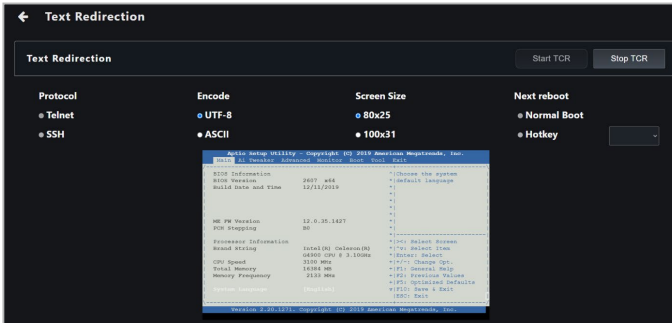 Text Redirection
Text Redirection Start TCR Stop TCR
Protocol Encode Screen Size Next reboot
Telnet UTF-8 80x25 Normal Boot
SSH ASCII 100x31 Hotkey
Aptio Setup Utility - Copyright (C) 2019 American Megatrends, Inc.
Main Ai Tweaker Advanced Monitor Boot Tool Exit
BIOS Information *|Choose the system
BIOS Version 2607 x64 *|default language
Build Date and Time 12/11/2019 *|
*|
*|
*|
ME FW Version 12.0.35.1427 *|
PCH Stepping B0 *|
Processor Information *|><: Select Screen
Brand String Intel(R) Celeron(R) *|^v: Select Item
G4900 CPU @ 3.10GHz *|Enter: Select
CPU Speed 3100 MHz +|+/-: Change Opt.
Total Memory 16384 MB +|F1: General Help
Memory Frequency 2133 MHz +|F2: Previous Values
+|F5: Optimized Defaults
System Language [English] v|F10: Save & Exit
|ESC: Exit
Version 2.20.1271. Copyright (C) 2019 American Megatrends, Inc.